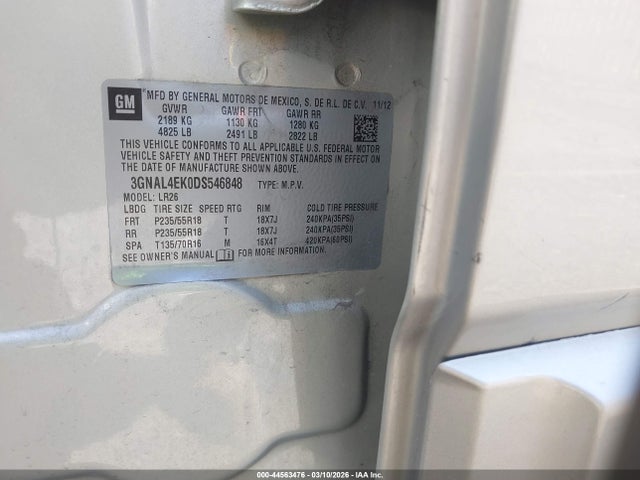 GM
*MFD BY GENERAL MOTORS DE MEXICO, S. DE R.L. DE C.V. 11/12
GVWR GAWR FRT GAWR RR
2189 KG 1130 KG 1280 KG
4825 LB 2491 LB 2822 LB
THIS VEHICLE CONFORMS TO ALL APPLICABLE U.S. FEDERAL MOTOR
VEHICLE SAFETY AND THEFT PREVENTION STANDARDS IN EFFECT ON
THE DATE OF MANUFACTURE SHOWN ABOVE.
3GNAL4EK0DS546848 TYPE: M.P.V.
MODEL: LR26
LBDG TIRE SIZE SPEED RTG RIM COLD TIRE PRESSURE
FRT P235/55R18 T 18X7J 240KPA(35PSI)
RR P235/55R18 T 18X7J 240KPA(35PSI)
SPA T135/70R16 M 16X4T 420KPA(60PSI)
SEE OWNER'S MANUAL FOR MORE INFORMATION.
000-44563476 - 03/10/2026 - IAA Inc.